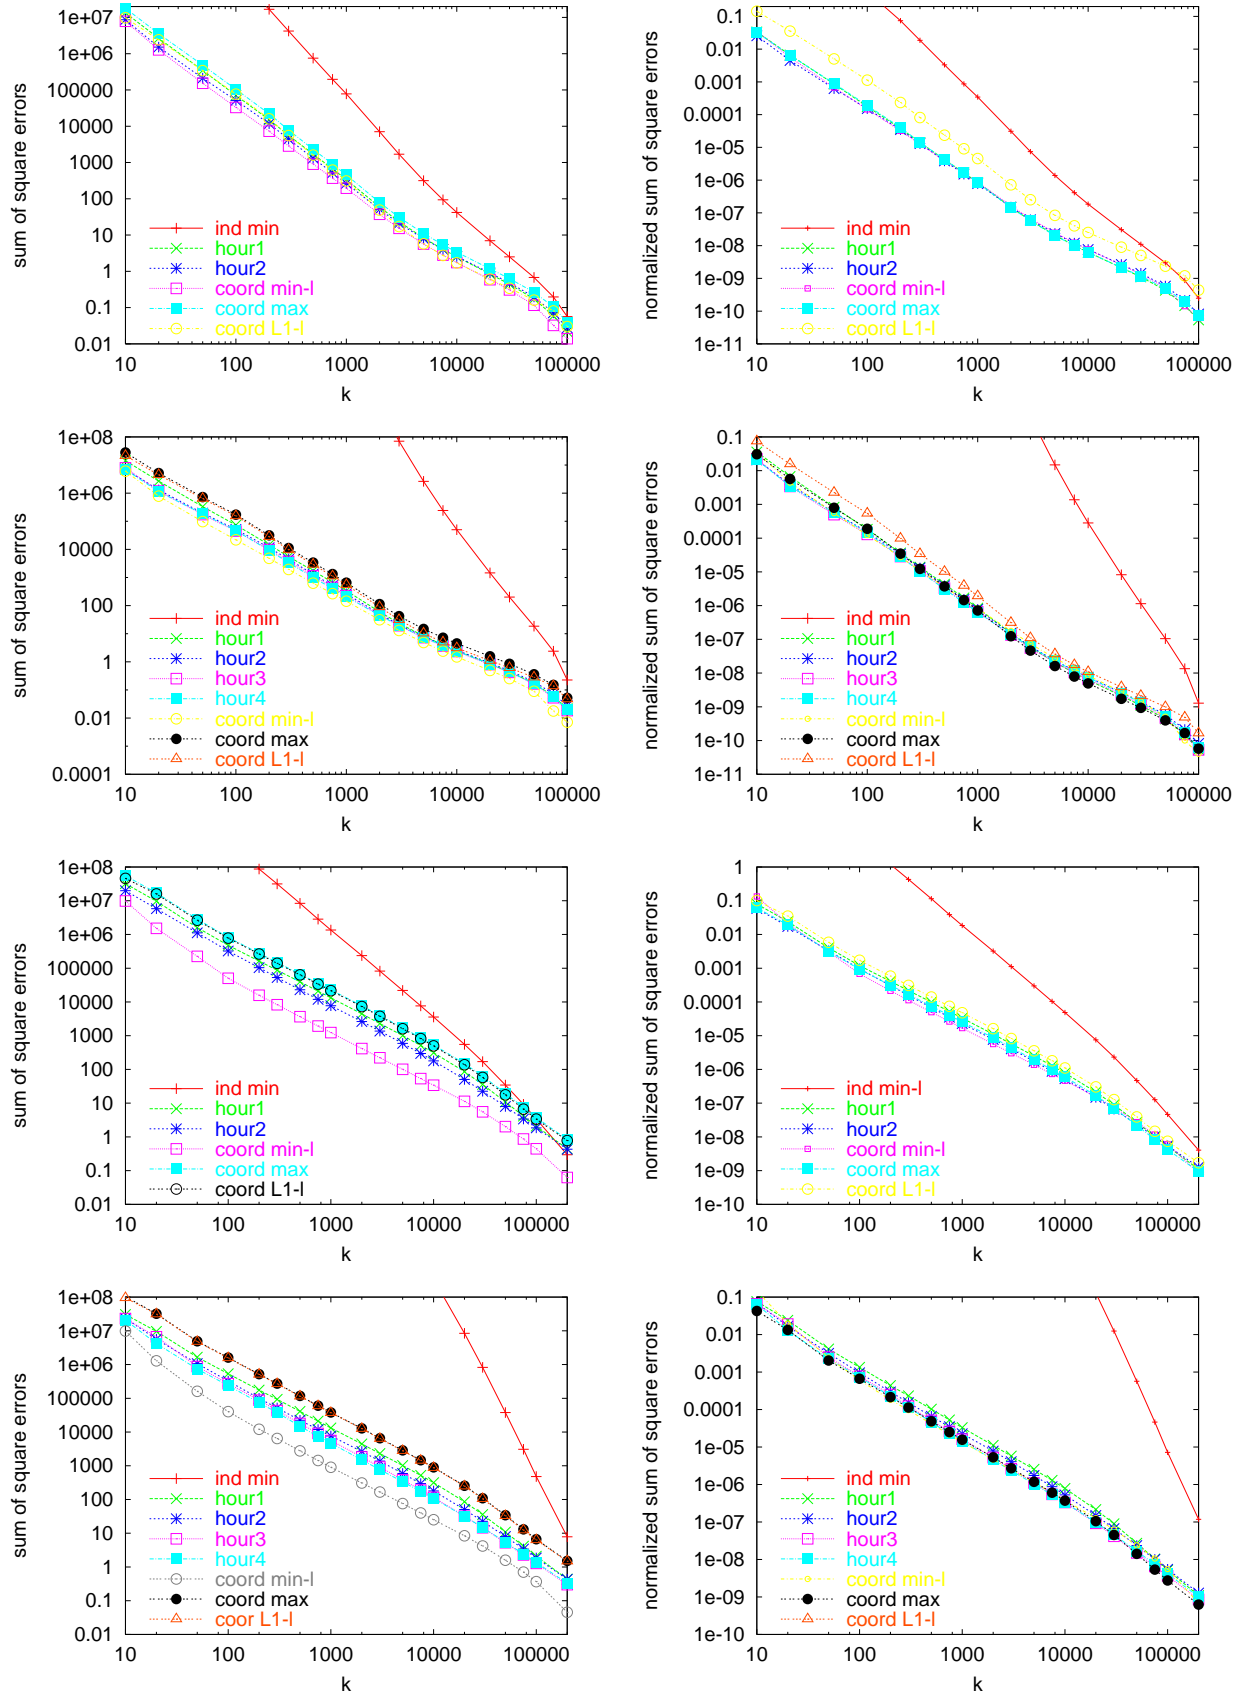 sum of square errors
1e+07
1e+06
100000
10000
1000
100
10
1
0.1
0.01
ind min
hour1
hour2
coord min-l
coord max
coord L1-l
10 100 1000 10000 100000
k
normalized sum of square errors
0.1
0.01
0.001
0.0001
1e-05
1e-06
1e-07
1e-08
1e-09
1e-10
1e-11
ind min
hour1
hour2
coord min-l
coord max
coord L1-l
10 100 1000 10000 100000
k
sum of square errors
1e+08
1e+06
10000
100
1
0.01
0.0001
ind min
hour1
hour2
hour3
hour4
coord min-l
coord max
coord L1-l
10 100 1000 10000 100000
k
normalized sum of square errors
0.1
0.01
0.001
0.0001
1e-05
1e-06
1e-07
1e-08
1e-09
1e-10
1e-11
ind min
hour1
hour2
hour3
hour4
coord min-l
coord max
coord L1-l
10 100 1000 10000 100000
k
sum of square errors
1e+08
1e+07
1e+06
100000
10000
1000
100
10
1
0.1
0.01
ind min
hour1
hour2
coord min-l
coord max
coord L1-l
10 100 1000 10000 100000
k
normalized sum of square errors
1
0.1
0.01
0.001
0.0001
1e-05
1e-06
1e-07
1e-08
1e-09
1e-10
ind min-l
hour1
hour2
coord min-l
coord max
coord L1-l
10 100 1000 10000 100000
k
sum of square errors
1e+08
1e+07
1e+06
100000
10000
1000
100
10
1
0.1
0.01
ind min
hour1
hour2
hour3
hour4
coord min-l
coord max
coor L1-l
10 100 1000 10000 100000
k
normalized sum of square errors
0.1
0.01
0.001
0.0001
1e-05
1e-06
1e-07
1e-08
1e-09
1e-10
ind min
hour1
hour2
hour3
hour4
coord min-l
coord max
coord L1-l
10 100 1000 10000 100000
k